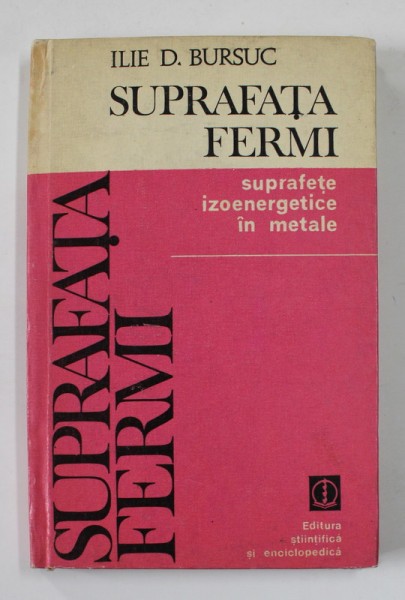 ILIE D. BURSUC
SUPRAFAȚA
FERMI
suprafețe
izoenergetice
în metale
SUPRAFAȚA
FERMI
Editura
științifică
și enciclopedică